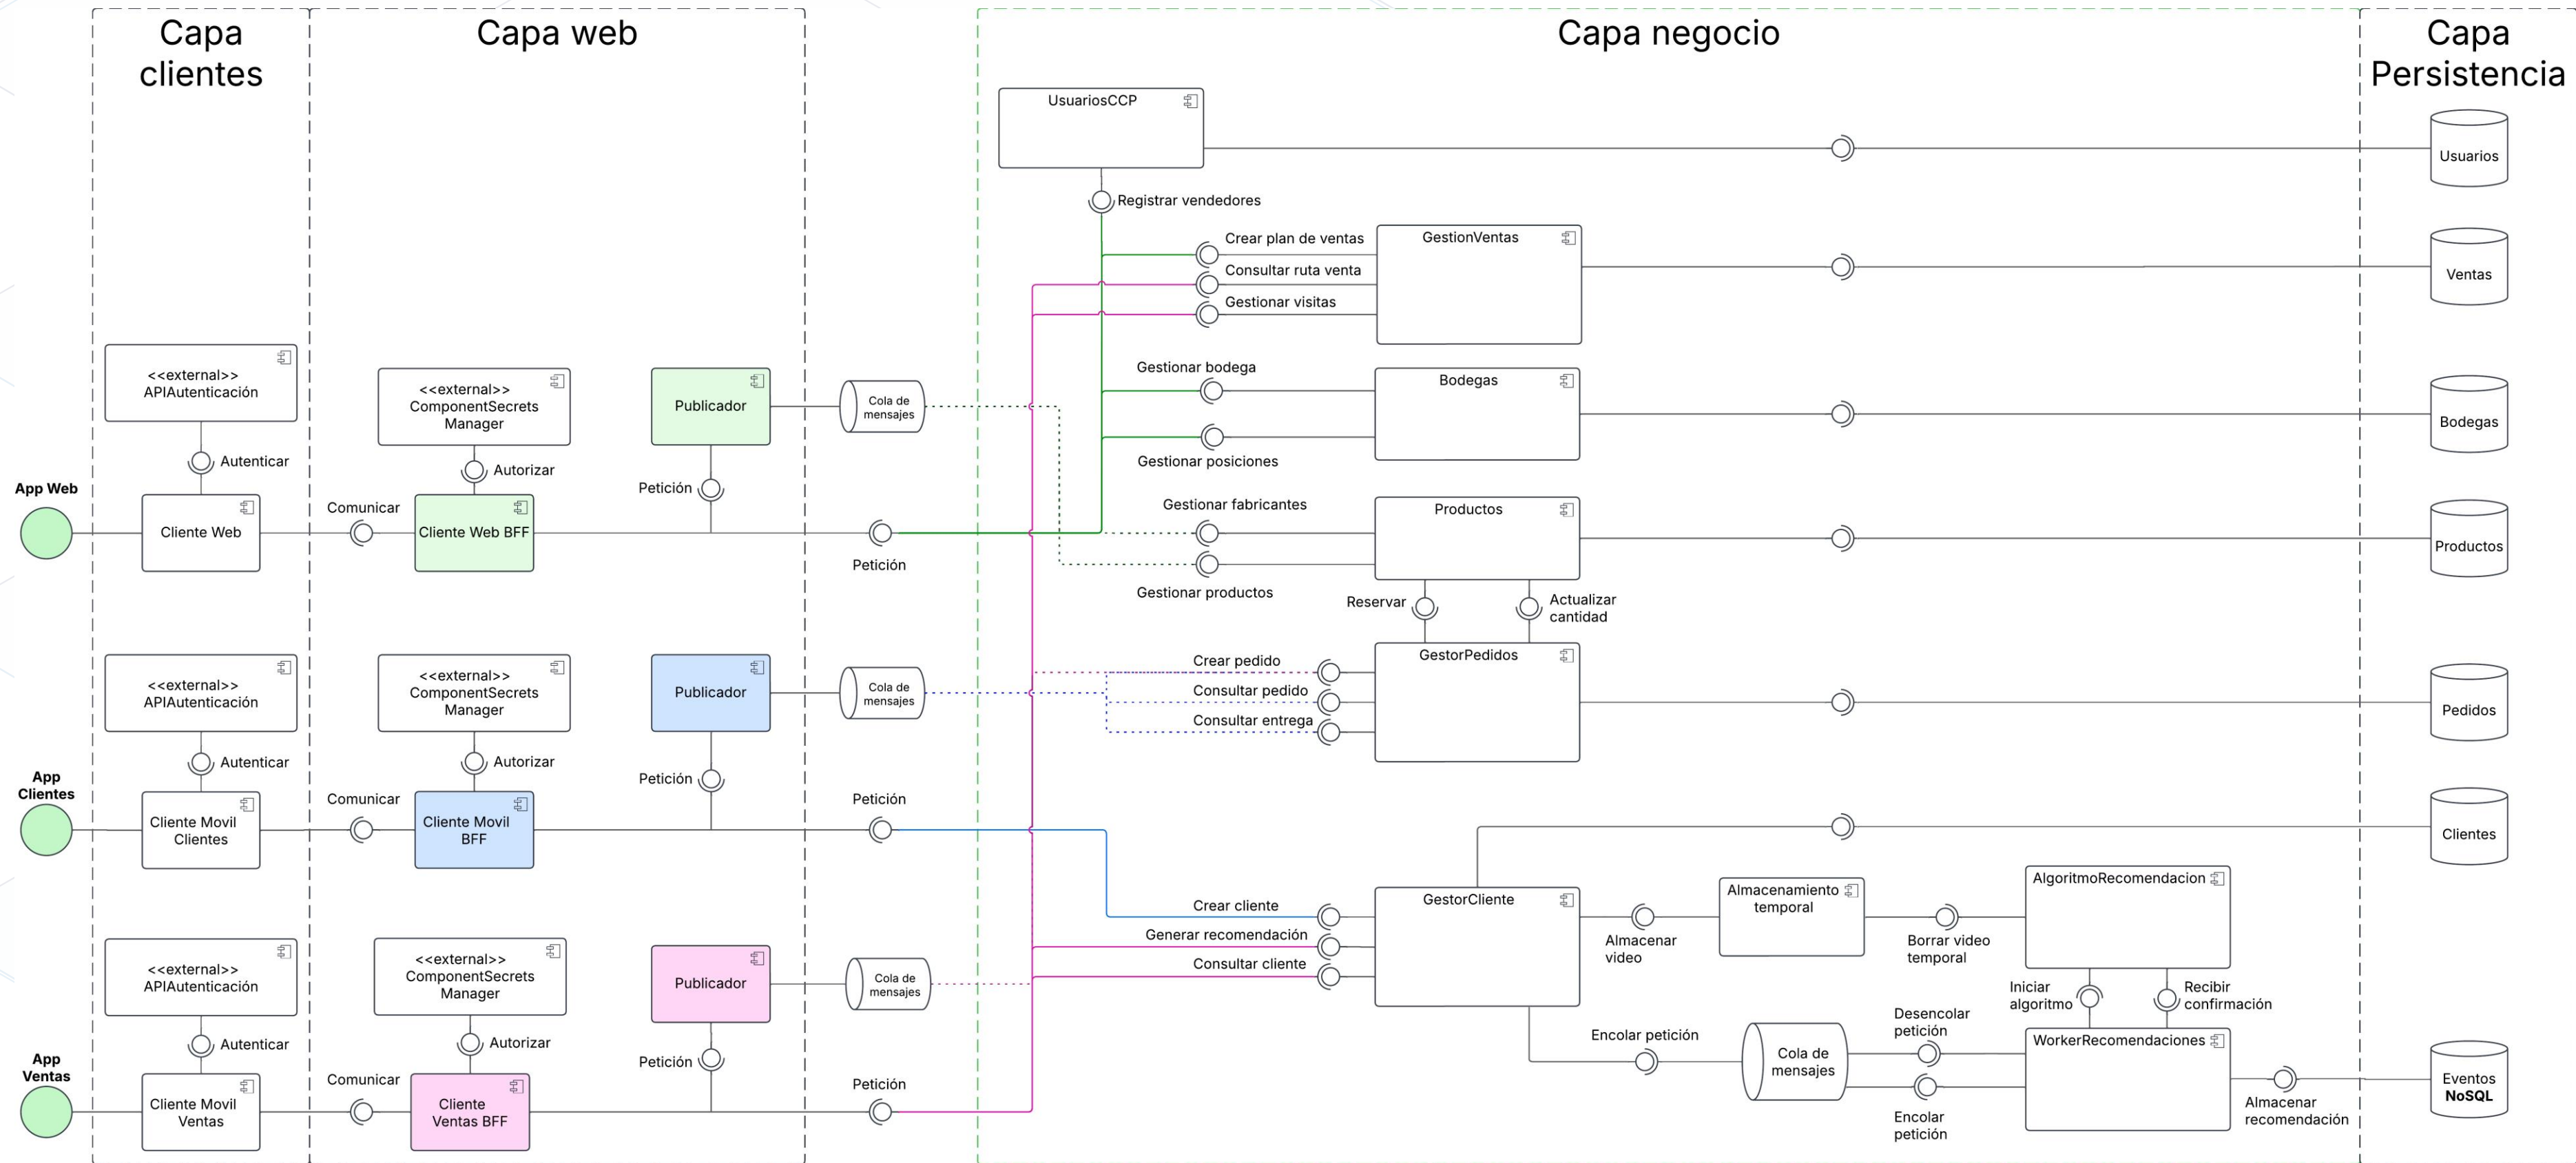 Capa
clientes
Capa web
Capa negocio
Capa
Persistencia
UsuariosCCP
Usuarios
Registrar vendedores
Crear plan de ventas
Consultar ruta venta
Gestionar visitas
GestionVentas
Ventas
<<external>>
APIAutenticación
Autenticar
App Web
Cliente Web
Comunicar
<<external>>
ComponentSecrets
Manager
Autorizar
Cliente Web BFF
Publicador
Petición
Cola de
mensajes
Petición
Gestionar bodega
Gestionar posiciones
Bodegas
Bodegas
Gestionar fabricantes
Gestionar productos
Productos
Productos
Reservar
Actualizar
cantidad
<<external>>
APIAutenticación
Autenticar
App
Clientes
Cliente Movil
Clientes
Comunicar
<<external>>
ComponentSecrets
Manager
Autorizar
Cliente Movil
BFF
Publicador
Petición
Cola de
mensajes
Petición
Crear pedido
Consultar pedido
Consultar entrega
GestorPedidos
Pedidos
Clientes
<<external>>
APIAutenticación
Autenticar
App
Ventas
Cliente Movil
Ventas
Comunicar
<<external>>
ComponentSecrets
Manager
Autorizar
Cliente
Ventas BFF
Publicador
Petición
Cola de
mensajes
Petición
Crear cliente
Generar recomendación
Consultar cliente
GestorCliente
Almacenar
video
Almacenamiento
temporal
Borrar video
temporal
AlgoritmoRecomendacion
Iniciar
algoritmo
Recibir
confirmación
Encolar petición
Cola de
mensajes
Desencolar
petición
Encolar
petición
WorkerRecomendaciones
Almacenar
recomendación
Eventos
NoSQL